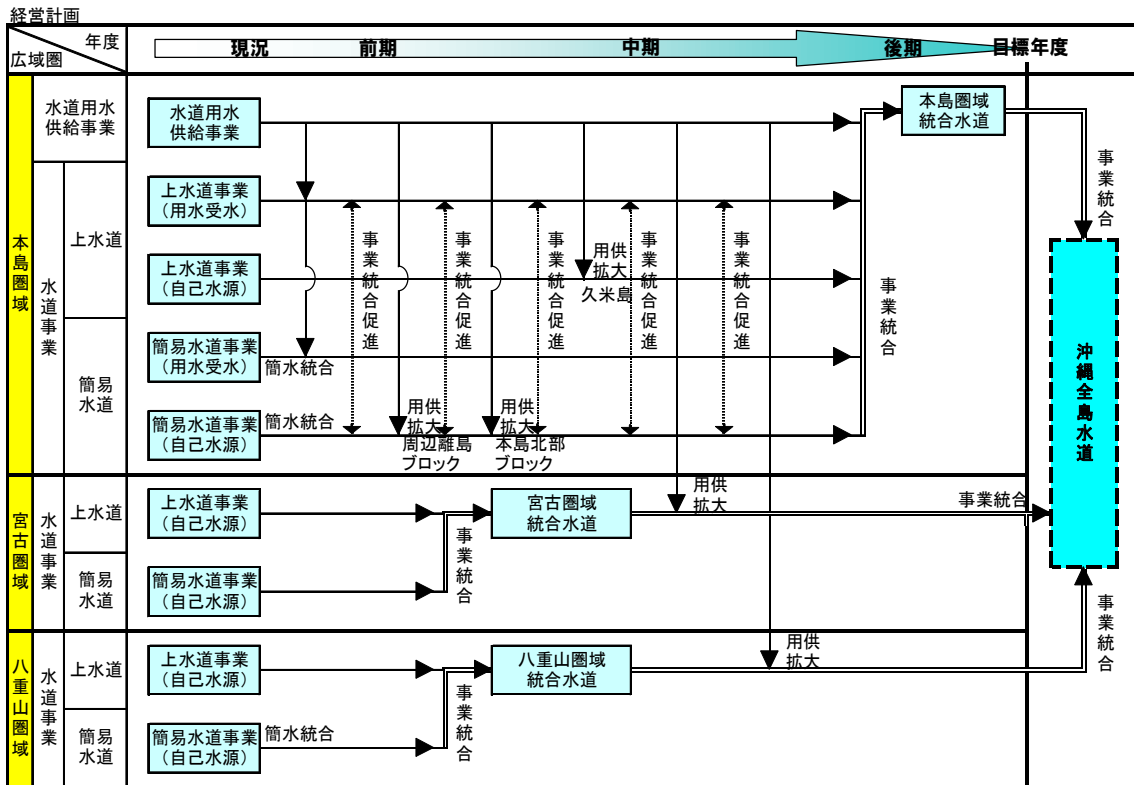 経営計画
年度
広域圏
現況
前期
中期
後期
目標年度
本島圏域
水道用水
供給事業
水道事業
上水道
簡易
水道
水道用水
供給事業
上水道事業
（用水受水）
上水道事業
（自己水源）
簡易水道事業
（用水受水）
簡水統合
簡易水道事業
（自己水源）
簡水統合
事業統合促進
事業統合促進
事業統合促進
事業統合促進
事業統合促進
用供
拡大
周辺離島
ブロック
用供
拡大
本島北部
ブロック
用供
拡大
久米島
事業統合
本島圏域
統合水道
事業統合
沖縄全島水道
宮古圏域
水道事業
上水道
簡易
水道
上水道事業
（自己水源）
簡易水道事業
（自己水源）
事業統合
宮古圏域
統合水道
用供
拡大
事業統合
八重山圏域
水道事業
上水道
簡易
水道
上水道事業
（自己水源）
簡易水道事業
（自己水源）
簡水統合
事業統合
八重山圏域
統合水道
用供
拡大
事業統合